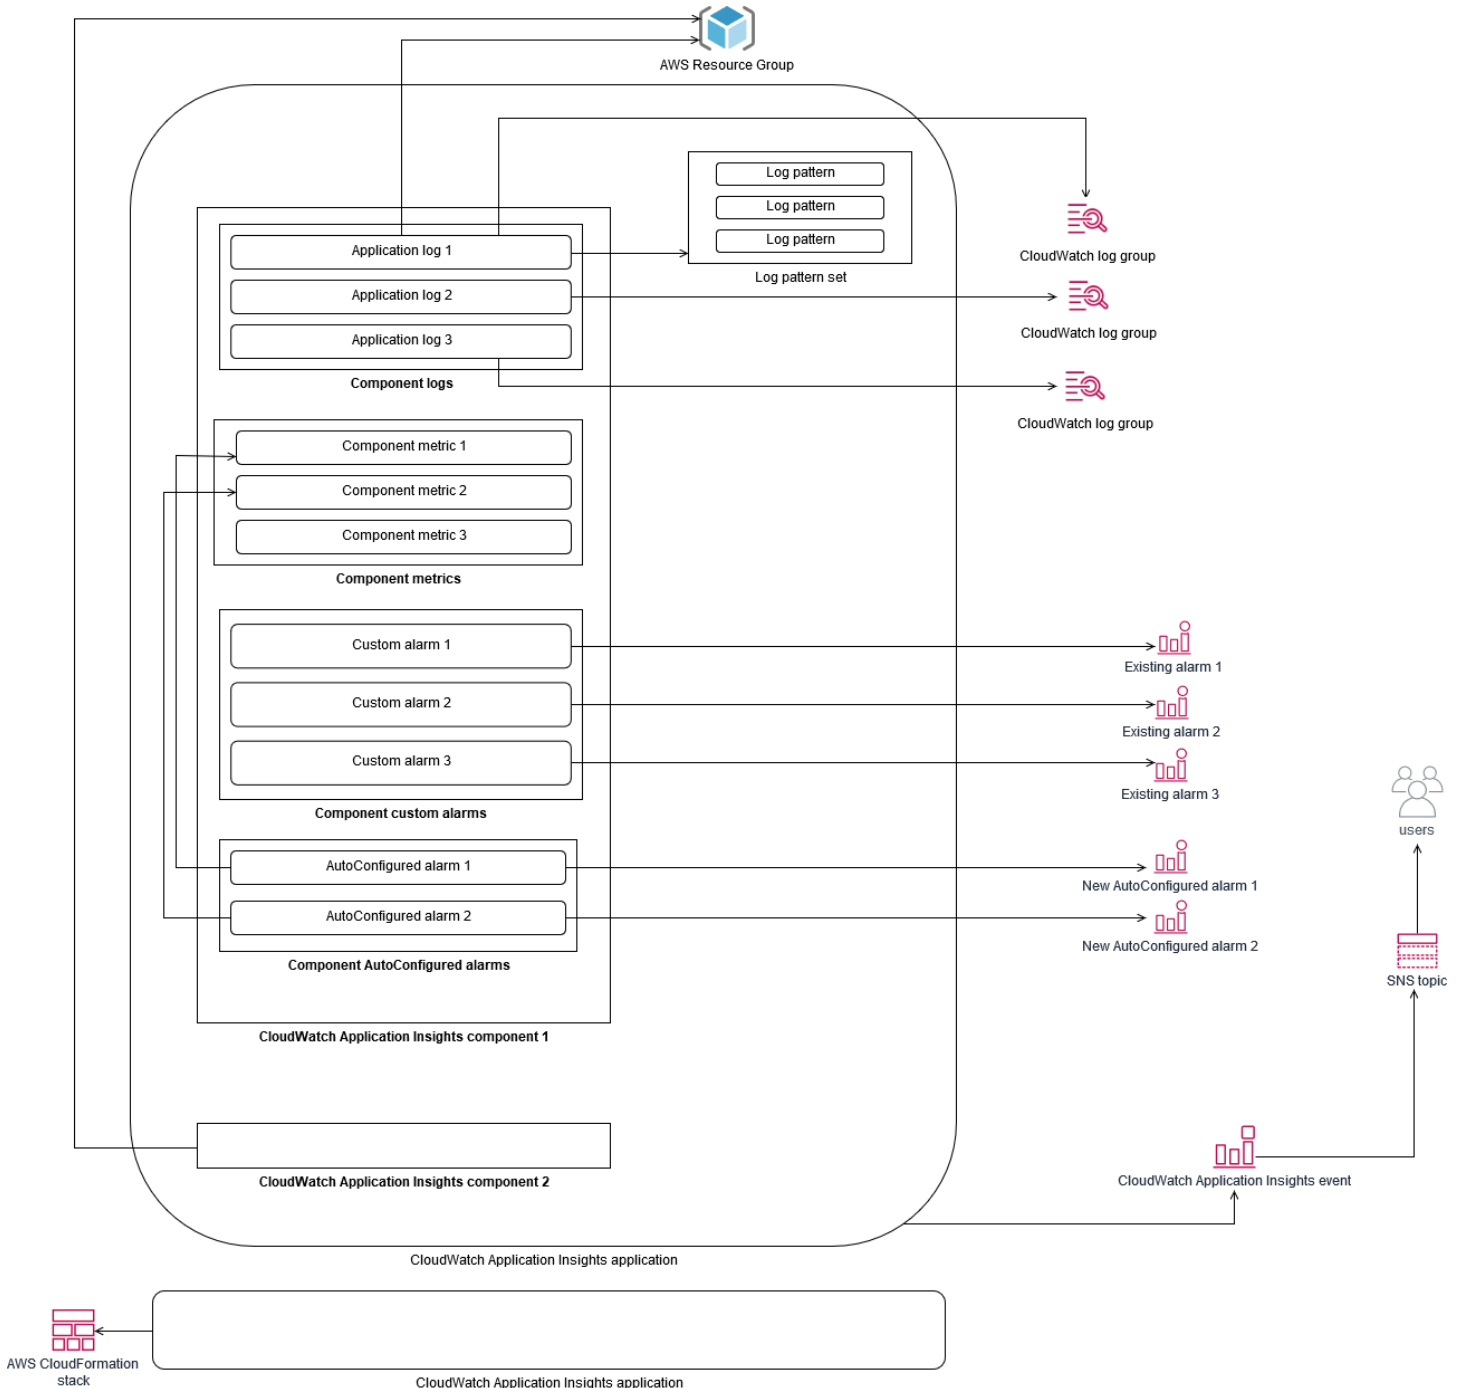 AWS Resource Group
Log pattern
Log pattern
Log pattern
Log pattern set
Application log 1
Application log 2
Application log 3
Component logs
CloudWatch log group
CloudWatch log group
CloudWatch log group
Component metric 1
Component metric 2
Component metric 3
Component metrics
Custom alarm 1
Custom alarm 2
Custom alarm 3
Component custom alarms
Existing alarm 1
Existing alarm 2
Existing alarm 3
users
AutoConfigured alarm 1
AutoConfigured alarm 2
Component AutoConfigured alarms
New AutoConfigured alarm 1
New AutoConfigured alarm 2
SNS topic
CloudWatch Application Insights component 1
CloudWatch Application Insights component 2
CloudWatch Application Insights event
CloudWatch Application Insights application
AWS CloudFormation
stack
CloudWatch Application Insights application